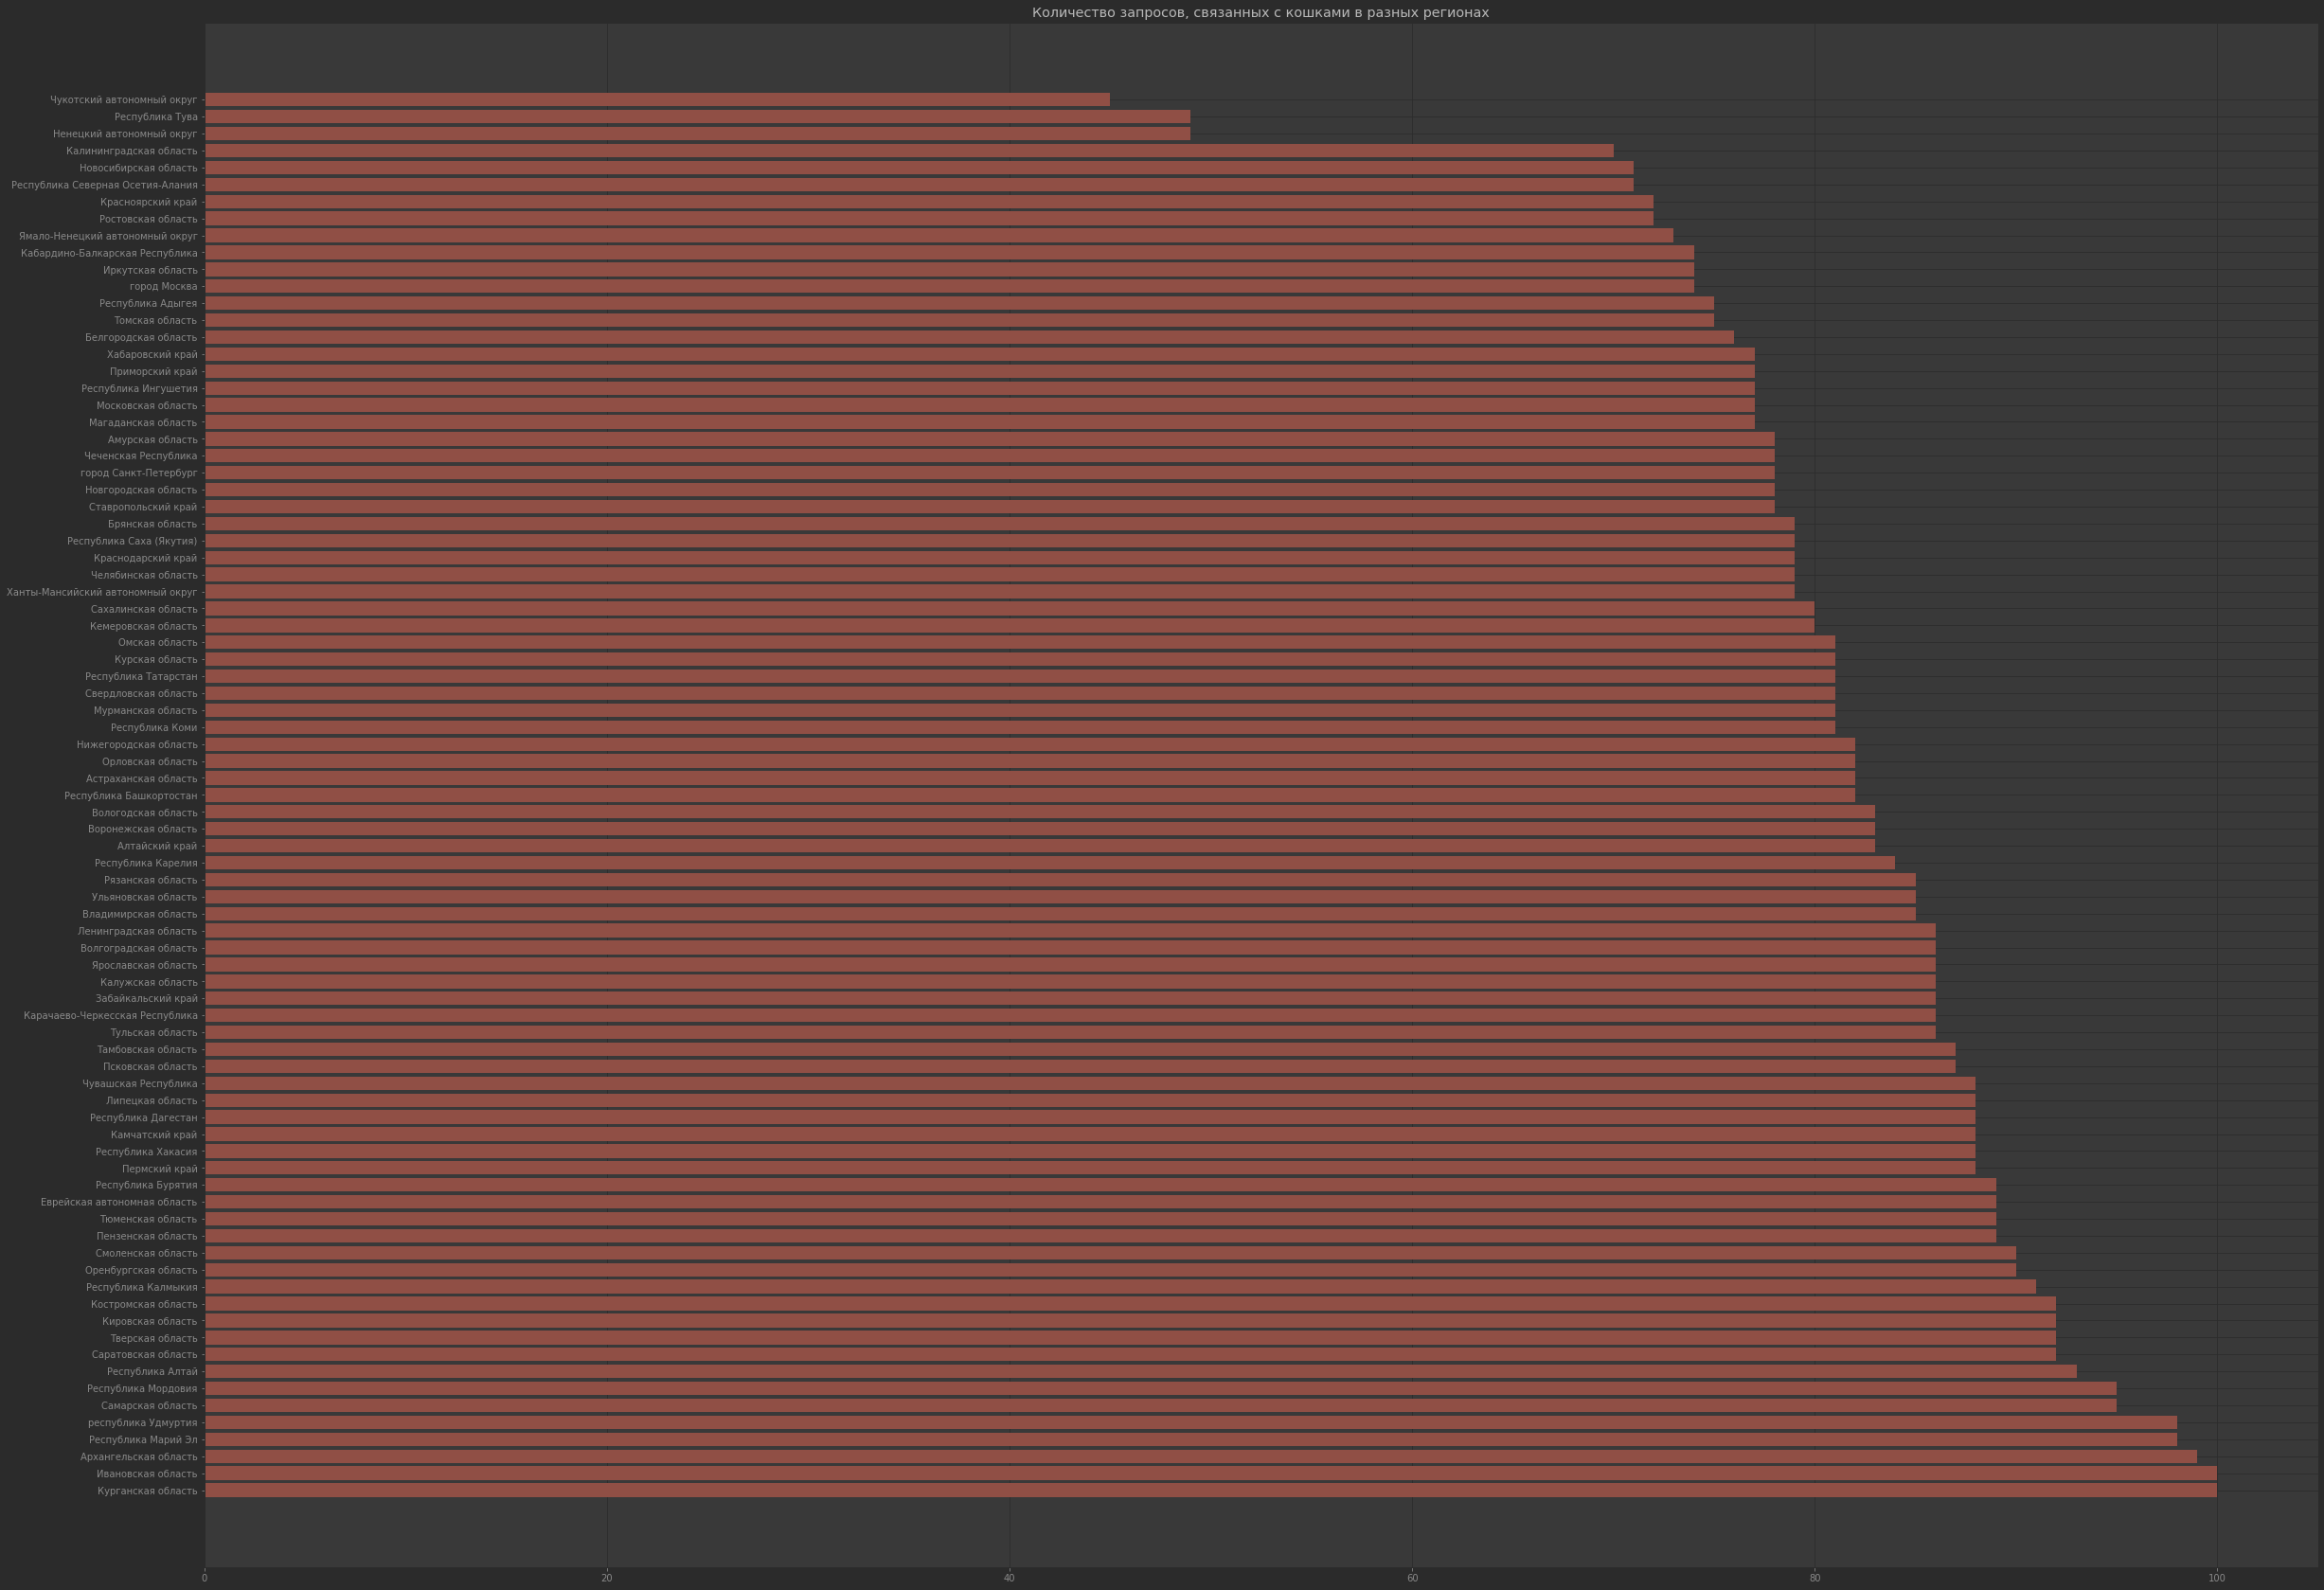 Количество запросов, связанных с кошками в разных регионах
Чукотский автономный округ
Республика Тува
Ненецкий автономный округ
Калининградская область
Новосибирская область
Республика Северная Осетия-Алания
Красноярский край
Ростовская область
Ямало-Ненецкий автономный округ
Кабардино-Балкарская Республика
Иркутская область
город Москва
Республика Адыгея
Томская область
Белгородская область
Хабаровский край
Приморский край
Республика Ингушетия
Московская область
Магаданская область
Амурская область
Чеченская Республика
город Санкт-Петербург
Новгородская область
Ставропольский край
Брянская область
Республика Саха (Якутия)
Краснодарский край
Челябинская область
Ханты-Мансийский автономный округ
Сахалинская область
Кемеровская область
Омская область
Курская область
Республика Татарстан
Свердловская область
Мурманская область
Республика Коми
Нижегородская область
Орловская область
Астраханская область
Республика Башкортостан
Вологодская область
Воронежская область
Алтайский край
Республика Карелия
Рязанская область
Ульяновская область
Владимирская область
Ленинградская область
Волгоградская область
Ярославская область
Калужская область
Забайкальский край
Карачаево-Черкесская Республика
Тульская область
Тамбовская область
Псковская область
Чувашская Республика
Липецкая область
Республика Дагестан
Камчатский край
Республика Хакасия
Пермский край
Республика Бурятия
Еврейская автономная область
Тюменская область
Пензенская область
Смоленская область
Оренбургская область
Республика Калмыкия
Костромская область
Кировская область
Тверская область
Саратовская область
Республика Алтай
Республика Мордовия
Самарская область
республика Удмуртия
Республика Марий Эл
Архангельская область
Ивановская область
Курганская область
0 20 40 60 80 100